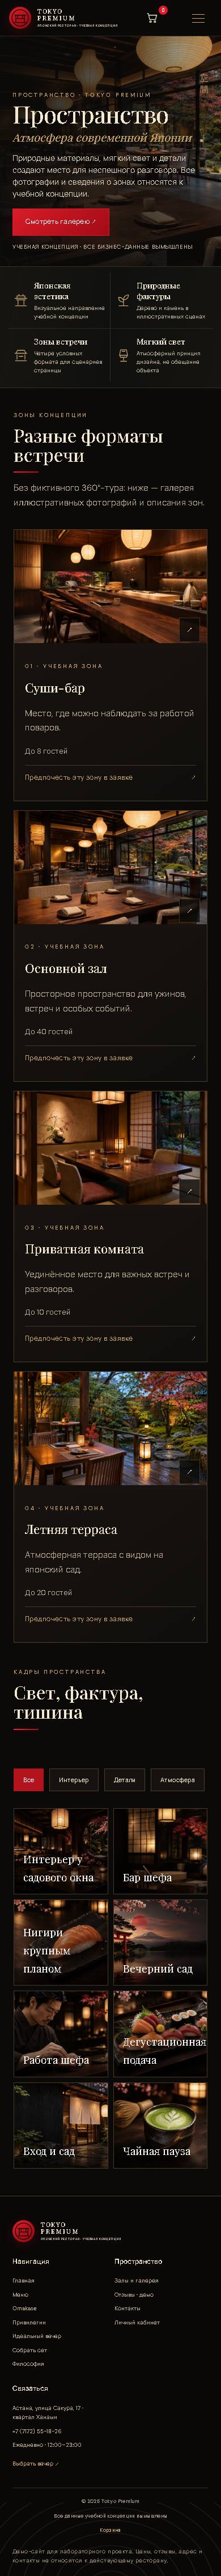 TOKYO
PREMIUM
ЯПОНСКИЙ РЕСТОРАН · УЧЕБНАЯ КОНЦЕПЦИЯ
0
ПРОСТРАНСТВО · TOKYO PREMIUM
Пространство
Атмосфера современной Японии
Природные материалы, мягкий свет и детали
создают место для неспешного разговора. Все
фотографии и сведения о зонах относятся к
учебной концепции.
Смотреть галерею ↗
УЧЕБНАЯ КОНЦЕПЦИЯ · ВСЕ БИЗНЕС-ДАННЫЕ ВЫМЫШЛЕНЫ
Японская
эстетика
Визуальное направление
учебной концепции
Природные
фактуры
Дерево и камень в
иллюстративных сценах
Зоны встречи
Четыре условных
формата для сценариев
страницы
Мягкий свет
Атмосферный принцип
дизайна, не обещание
объекта
ЗОНЫ КОНЦЕПЦИИ
Разные форматы
встречи
Без фиктивного 360°-тура: ниже — галерея
иллюстративных фотографий и описания зон.
↗
01 · УЧЕБНАЯ ЗОНА
Суши-бар
Место, где можно наблюдать за работой
поваров.
До 8 гостей
Предпочесть эту зону в заявке ↗
↗
02 · УЧЕБНАЯ ЗОНА
Основной зал
Просторное пространство для ужинов,
встреч и особых событий.
До 40 гостей
Предпочесть эту зону в заявке ↗
↗
03 · УЧЕБНАЯ ЗОНА
Приватная комната
Уединённое место для важных встреч и
разговоров.
До 10 гостей
Предпочесть эту зону в заявке ↗
↗
04 · УЧЕБНАЯ ЗОНА
Летняя терраса
Атмосферная терраса с видом на
японский сад.
До 20 гостей
Предпочесть эту зону в заявке ↗
КАДРЫ ПРОСТРАНСТВА
Свет, фактура,
тишина
Все Интерьер Детали Атмосфера
Интерьер у
садового окна
Бар шефа
Нигири
крупным
планом
Вечерний сад
Работа шефа
Дегустационная
подача
Вход и сад
Чайная пауза
TOKYO
PREMIUM
ЯПОНСКИЙ РЕСТОРАН · УЧЕБНАЯ КОНЦЕПЦИЯ
Навигация
Главная
Меню
Омакасе
Привилегии
Идеальный вечер
Собрать сет
Философия
Пространство
Залы и галерея
Отзывы · демо
Контакты
Личный кабинет
Связаться
Астана, улица Сакура, 17 ·
квартал Ханами
+7 (7172) 55-18-26
Ежедневно · 12:00–23:00
Выбрать вечер ↗
© 2026 Tokyo Premium
Все данные учебной концепции вымышлены
Корзина
Демо-сайт для лабораторного проекта. Цены, отзывы, адрес и
контакты не относятся к действующему ресторану.